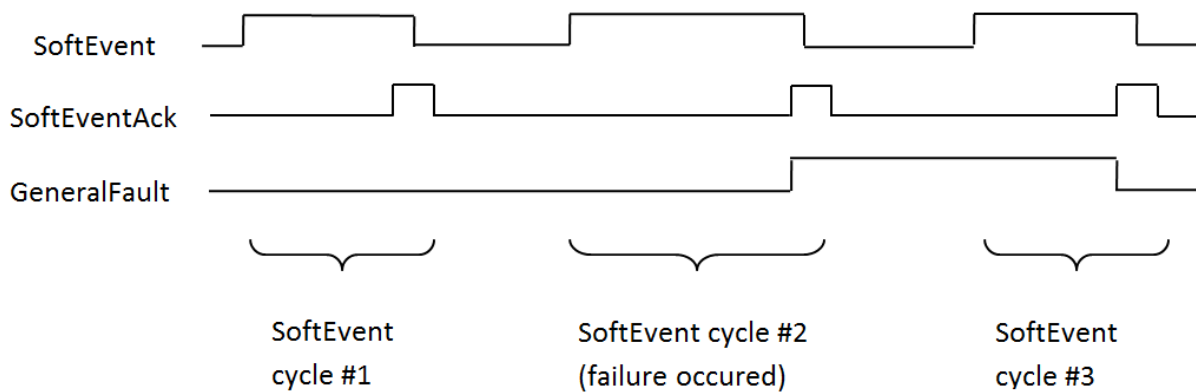 SoftEvent
SoftEventAck
GeneralFault
SoftEvent
cycle #1
SoftEvent cycle #2
(failure occured)
SoftEvent
cycle #3